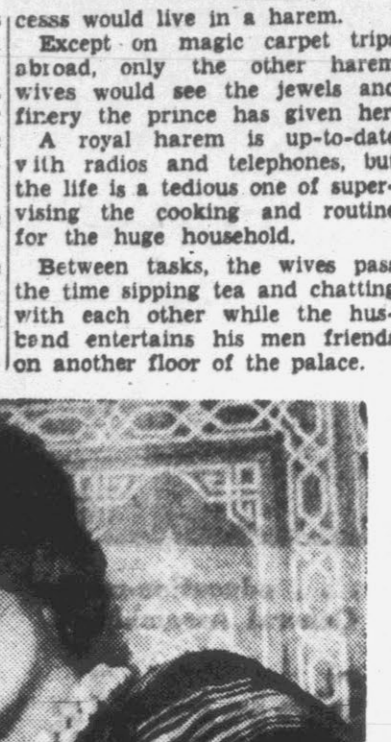 cesss would live in a harem.
Except on magic carpet trips
abroad, only the other harem
wives would see the jewels and
finery the prince has given her
A royal harem is up-to-date
with radios and telephones, but
the life is a tedious one of super-
vising the cooking and routine
for the huge household.
Between tasks, the wives pass
the time sipping tea and chatting
with each other while the hus-
band entertains his men friends
on another floor of the palace.